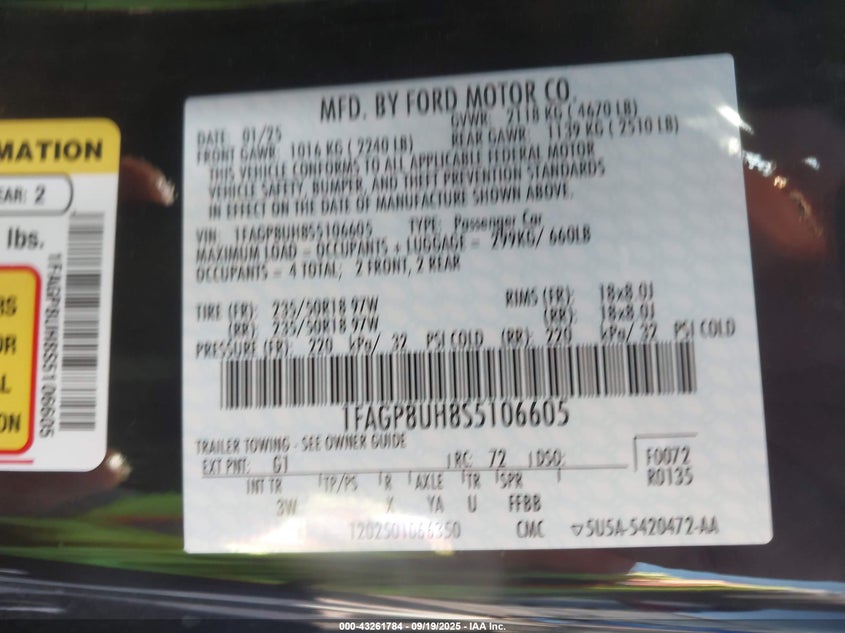 MATION
EAR: 2
lbs.
1FAGP8UH8S5106605
BS
OR
AL
ON
MFD. BY FORD MOTOR CO.
DATE: 01/25 GVWR: 2118 KG ( 4670 LB)
FRONT GAWR: 1016 KG ( 2240 LB) REAR GAWR: 1139 KG ( 2510 LB)
THIS VEHICLE CONFORMS TO ALL APPLICABLE FEDERAL MOTOR
VEHICLE SAFETY, BUMPER, AND THEFT PREVENTION STANDARDS
IN EFFECT ON THE DATE OF MANUFACTURE SHOWN ABOVE.
VIN: 1FAGP8UH8S5106605 TYPE: Passenger Car
MAXIMUM LOAD = OCCUPANTS + LUGGAGE = 299KG/ 660LB
OCCUPANTS = 4 TOTAL; 2 FRONT, 2 REAR
TIRE (FR): 235/50R18 97W RIMS (FR): 18x8.0J
(RR): 235/50R18 97W (RR): 18x8.0J
PRESSURE (FR): 220 kPa/ 32 PSI COLD (RR): 220 kPa/ 32 PSI COLD
1FAGP8UH8S5106605
TRAILER TOWING - SEE OWNER GUIDE
EXT PNT: G1 RC: 72 DSO: F0072
R0135
INT TR TP/PS R AXLE TR SPR
3W X YA U FFBB
T202501066350 CMC ▽5U5A-5420472-AA
000-43261784 - 09/19/2025 - IAA Inc.